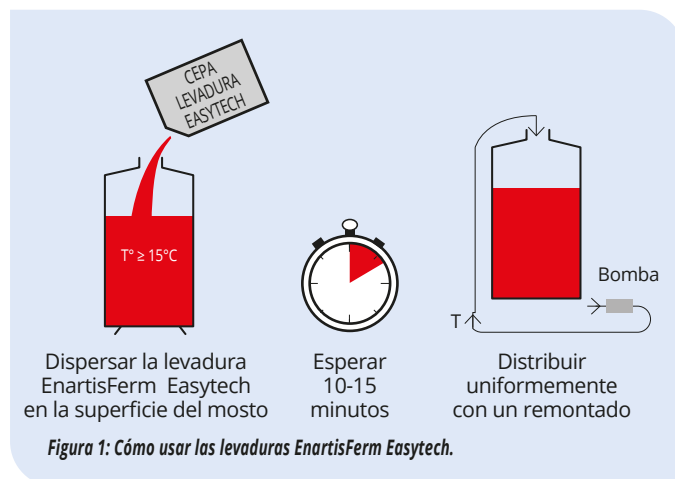 CEPA
LEVADURA
EASYTECH
T° ≥ 15°C
Bomba
T
Dispersar la levadura
EnartisFerm Easytech
en la superficie del mosto
Esperar
10-15
minutos
Distribuir
uniformemente
con un remontado
Figura 1: Cómo usar las levaduras EnartisFerm Easytech.